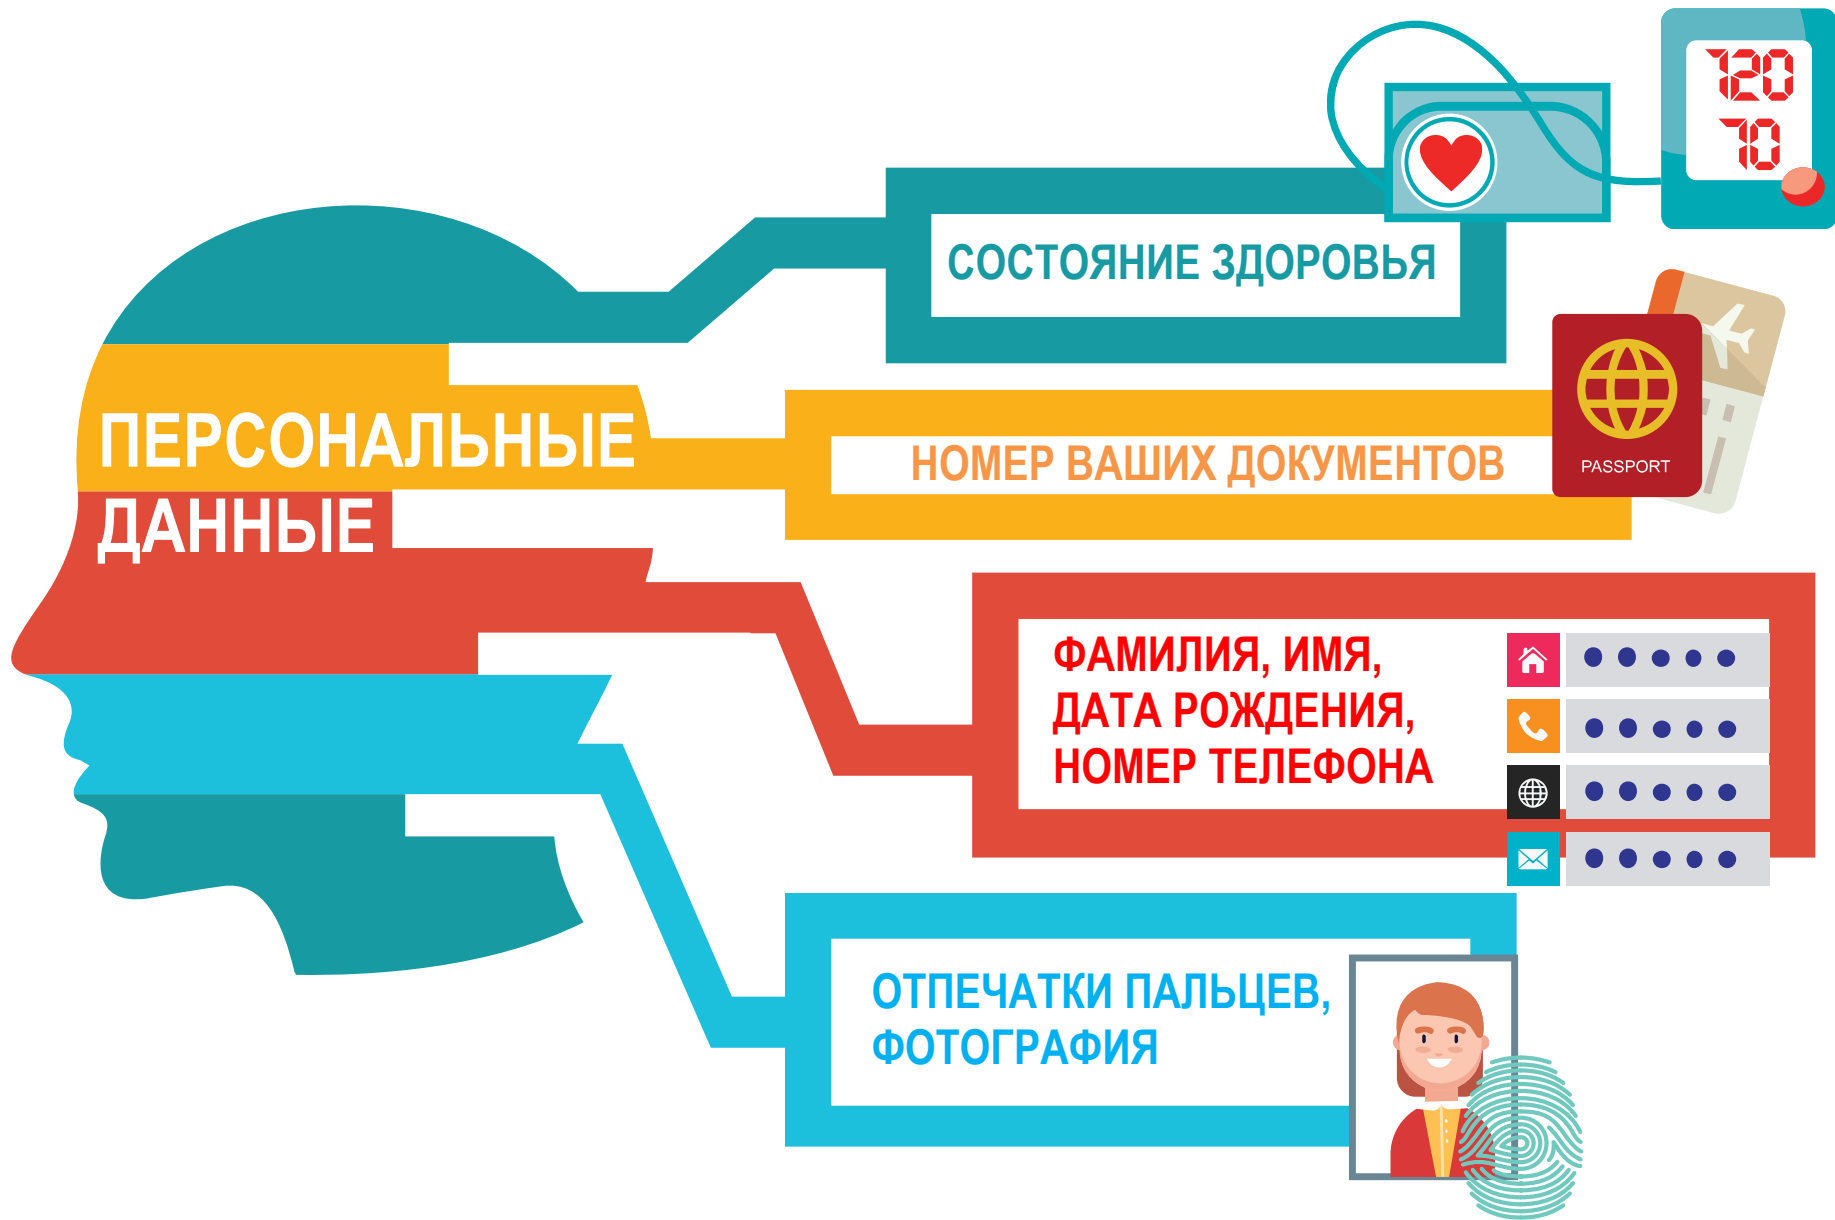 120
70
СОСТОЯНИЕ ЗДОРОВЬЯ
ПЕРСОНАЛЬНЫЕ
ДАННЫЕ
НОМЕР ВАШИХ ДОКУМЕНТОВ
PASSPORT
ФАМИЛИЯ, ИМЯ,
ДАТА РОЖДЕНИЯ,
НОМЕР ТЕЛЕФОНА
ОТПЕЧАТКИ ПАЛЬЦЕВ,
ФОТОГРАФИЯ